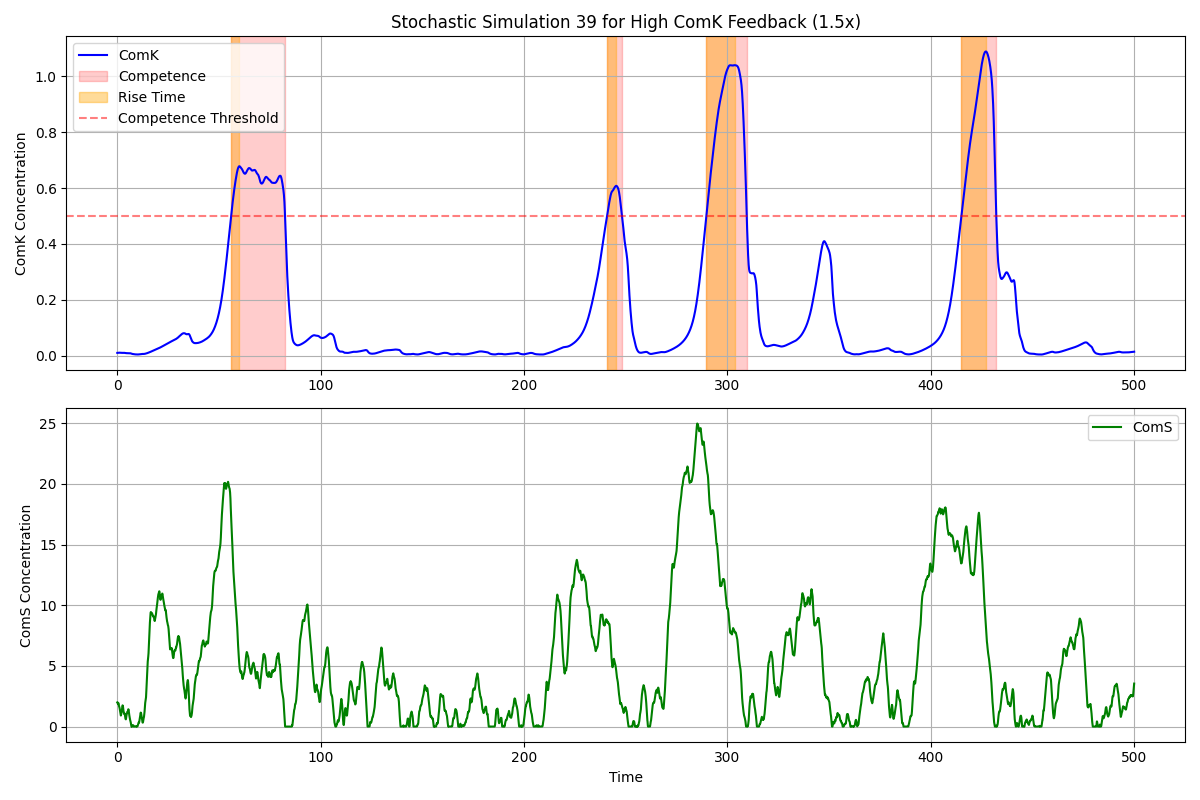 Stochastic Simulation 39 for High ComK Feedback (1.5x)
ComK
Competence
Rise Time
Competence Threshold
ComK Concentration
1.0
0.8
0.6
0.4
0.2
0.0
0 100 200 300 400 500
ComS
ComS Concentration
25
20
15
10
5
0
0 100 200 300 400 500
Time